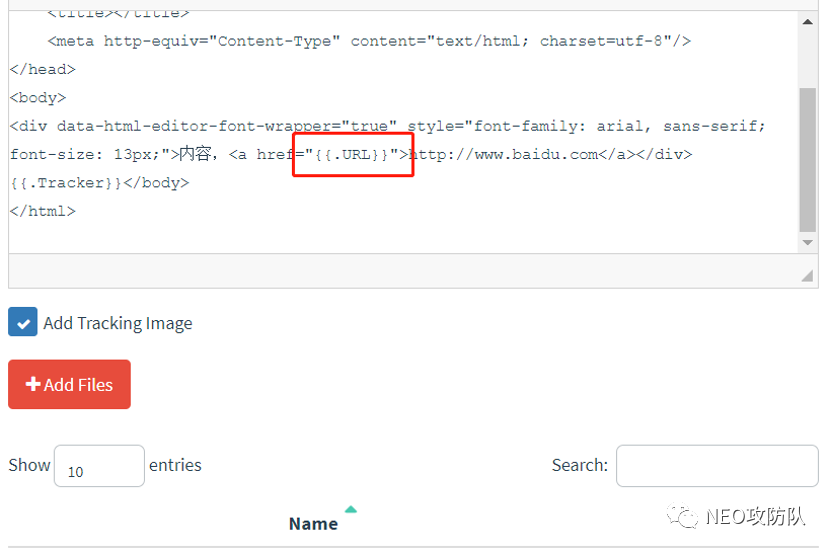 <title></title>
<meta http-equiv="Content-Type" content="text/html; charset=utf-8"/>
</head>
<body>
<div data-html-editor-font-wrapper="true" style="font-family: arial, sans-serif;
font-size: 13px;">内容，<a href="{{.URL}}">http://www.baidu.com</a></div>
{{.Tracker}}</body>
</html>
Add Tracking Image
Add Files
Show 10 entries Search:
Name
NEO攻防队